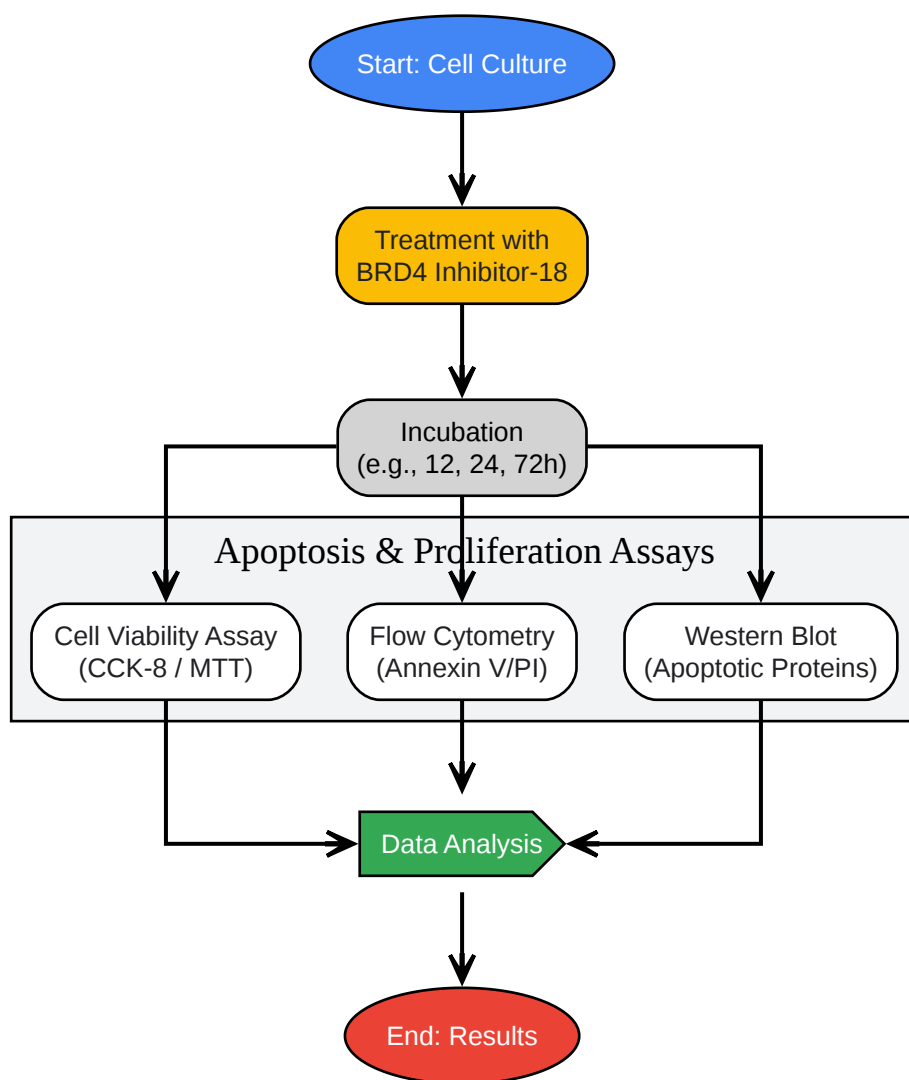 Start: Cell Culture
Treatment with
BRD4 Inhibitor-18
Incubation
(e.g., 12, 24, 72h)
Apoptosis & Proliferation Assays
Cell Viability Assay
(CCK-8 / MTT)
Flow Cytometry
(Annexin V/PI)
Western Blot
(Apoptotic Proteins)
Data Analysis
End: Results